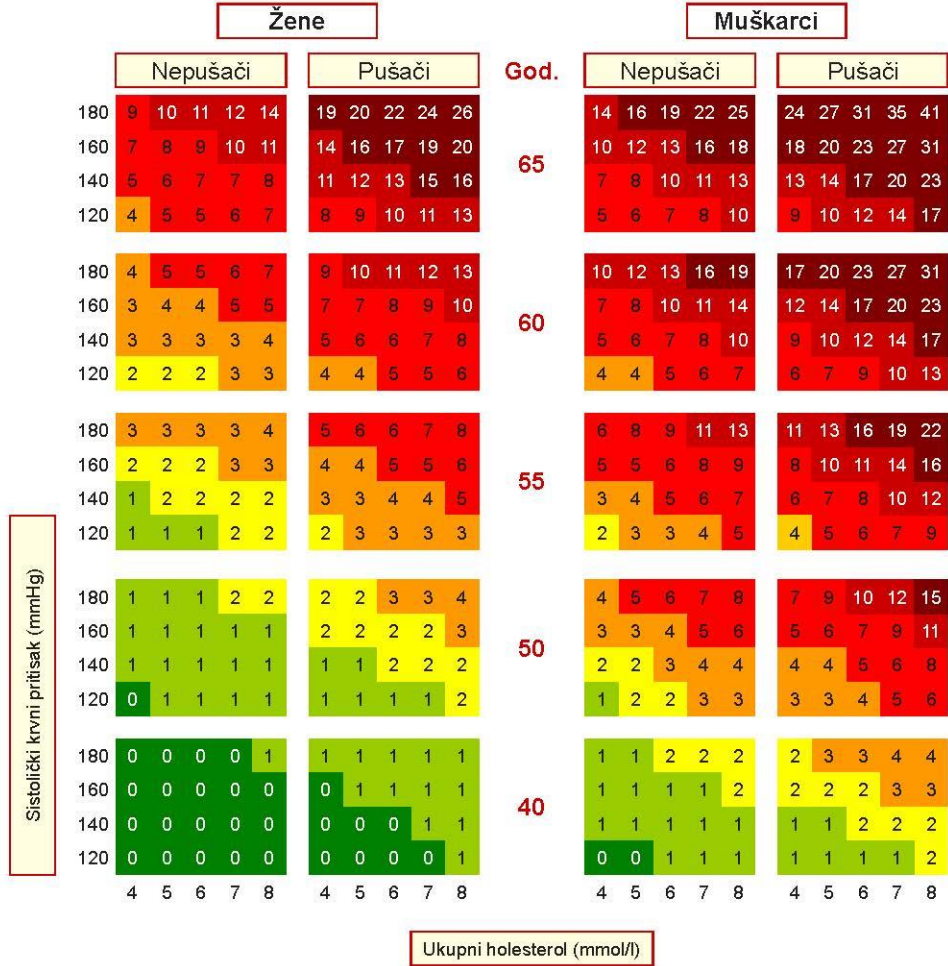 Žene Muškarci
Nepušači Pušači God. Nepušači Pušači
180 9 10 11 12 14 19 20 22 24 26 14 16 19 22 25 24 27 31 35 41
160 7 8 9 10 11 14 16 17 19 20 10 12 13 16 18 18 20 23 27 31
65
140 5 6 7 7 8 11 12 13 15 16 7 8 10 11 13 13 14 17 20 23
120 4 5 5 6 7 8 9 10 11 13 5 6 7 8 10 9 10 12 14 17
180 4 5 5 6 7 9 10 11 12 13 10 12 13 16 19 17 20 23 27 31
160 3 4 4 5 5 7 7 8 9 10 7 8 10 11 14 12 14 17 20 23
60
140 3 3 3 3 4 5 6 6 7 8 5 6 7 8 10 9 10 12 14 17
120 2 2 2 3 3 4 4 5 5 6 4 4 5 6 7 6 7 9 10 13
180 3 3 3 3 4 5 6 6 7 8 6 8 9 11 13 11 13 16 19 22
160 2 2 2 3 3 4 4 5 5 6 5 5 6 8 9 8 10 11 14 16
55
140 1 2 2 2 2 3 3 4 4 5 3 4 5 6 7 6 7 8 10 12
120 1 1 1 2 2 2 3 3 3 3 2 3 3 4 5 4 5 6 7 9
180 1 1 1 2 2 2 2 3 3 4 4 5 6 7 8 7 9 10 12 15
160 1 1 1 1 1 2 2 2 2 3 3 3 4 5 6 5 6 7 9 11
50
140 1 1 1 1 1 1 1 2 2 2 2 2 3 4 4 4 4 5 6 8
120 0 1 1 1 1 1 1 1 1 2 1 2 2 3 3 3 3 4 5 6
180 0 0 0 0 1 1 1 1 1 1 1 1 2 2 2 2 3 3 4 4
160 0 0 0 0 0 0 1 1 1 1 1 1 1 1 2 2 2 2 3 3
40
140 0 0 0 0 0 0 0 0 1 1 1 1 1 1 1 1 1 2 2 2
120 0 0 0 0 0 0 0 0 0 1 0 0 1 1 1 1 1 1 1 2
4 5 6 7 8 4 5 6 7 8 4 5 6 7 8 4 5 6 7 8
Sistolički krvni pritisak (mmHg)
Ukupni holesterol (mmol/l)